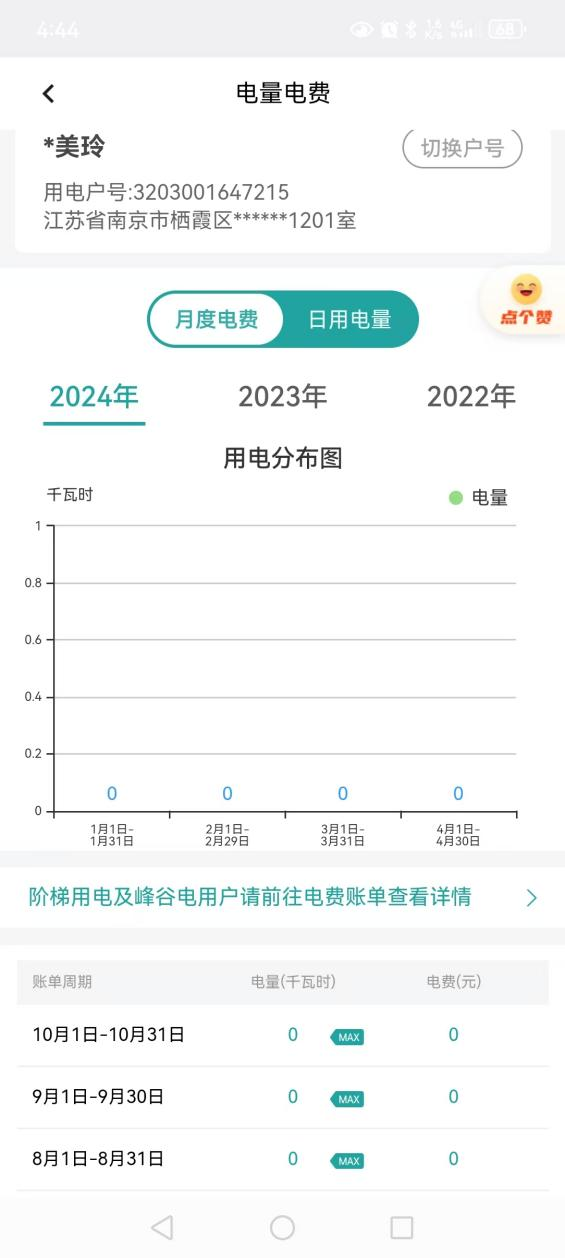 4:44
1.6
K/s
4G
68
电量电费
*美玲
切换户号
用电户号:3203001647215
江苏省南京市栖霞区******1201室
点个赞
月度电费 日用电量
2024年 2023年 2022年
用电分布图
千瓦时
电量
1
0.8
0.6
0.4
0.2
0
0 0 0 0
1月1日- 2月1日- 3月1日- 4月1日-
1月31日 2月29日 3月31日 4月30日
阶梯用电及峰谷电用户请前往电费账单查看详情
账单周期 电量(千瓦时) 电费(元)
10月1日-10月31日 0 MAX 0
9月1日-9月30日 0 MAX 0
8月1日-8月31日 0 MAX 0